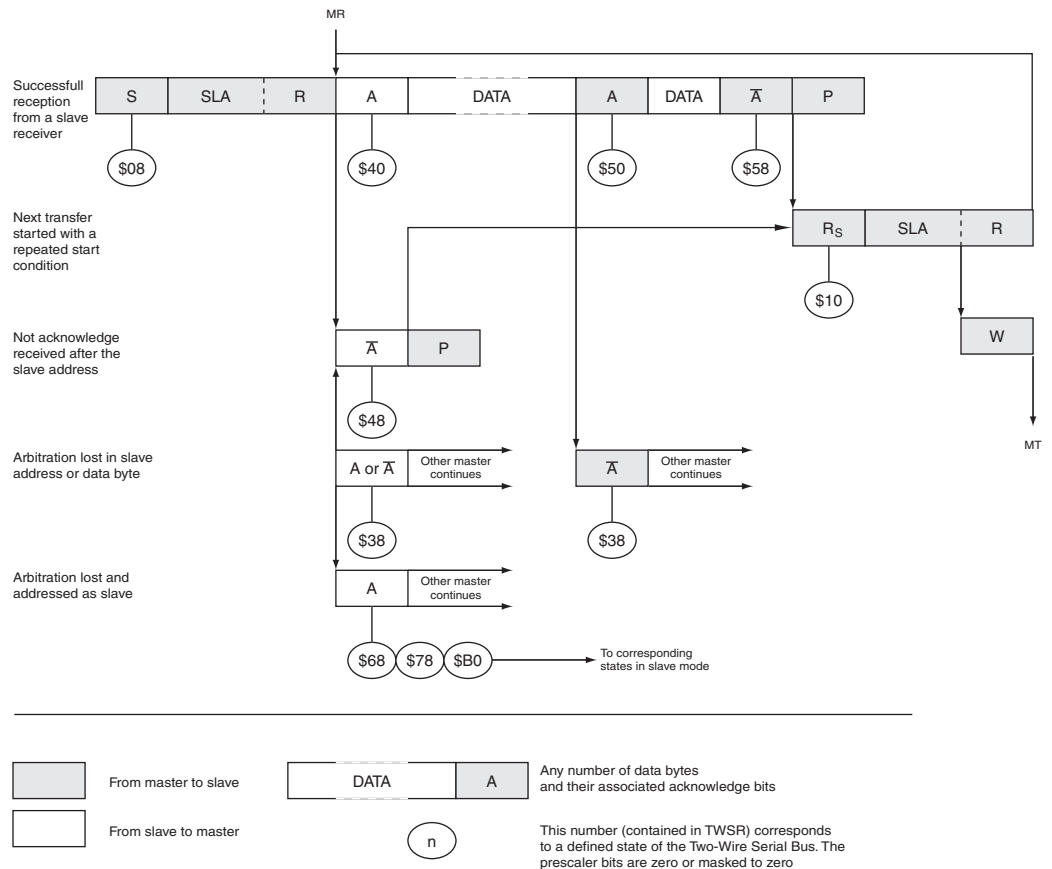 MR
Successfull
reception
from a slave
receiver
S SLA R A DATA A DATA A̅ P
$08 $40 $50 $58
Next transfer
started with a
repeated start
condition
RS SLA R
$10
Not acknowledge
received after the
slave address
A̅ P
W
$48
MT
Arbitration lost in slave
address or data byte
A or A̅ Other master
continues
A̅ Other master
continues
$38 $38
Arbitration lost and
addressed as slave
A Other master
continues
$68 $78 $B0
To corresponding
states in slave mode
From master to slave
DATA A
Any number of data bytes
and their associated acknowledge bits
From slave to master
n
This number (contained in TWSR) corresponds
to a defined state of the Two-Wire Serial Bus. The
prescaler bits are zero or masked to zero